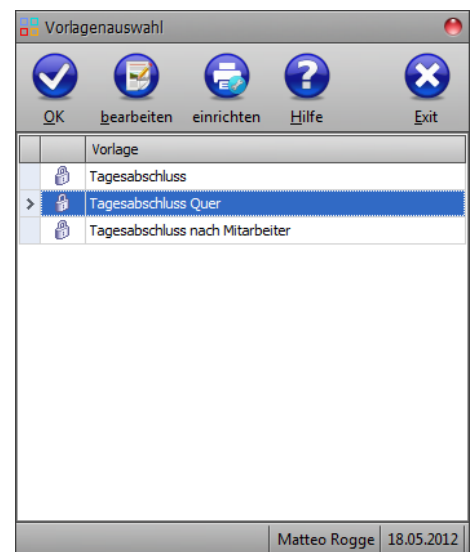 Vorlagenauswahl
OK bearbeiten einrichten Hilfe Exit
Vorlage
Tagesabschluss
Tagesabschluss Quer
Tagesabschluss nach Mitarbeiter
Matteo Rogge 18.05.2012